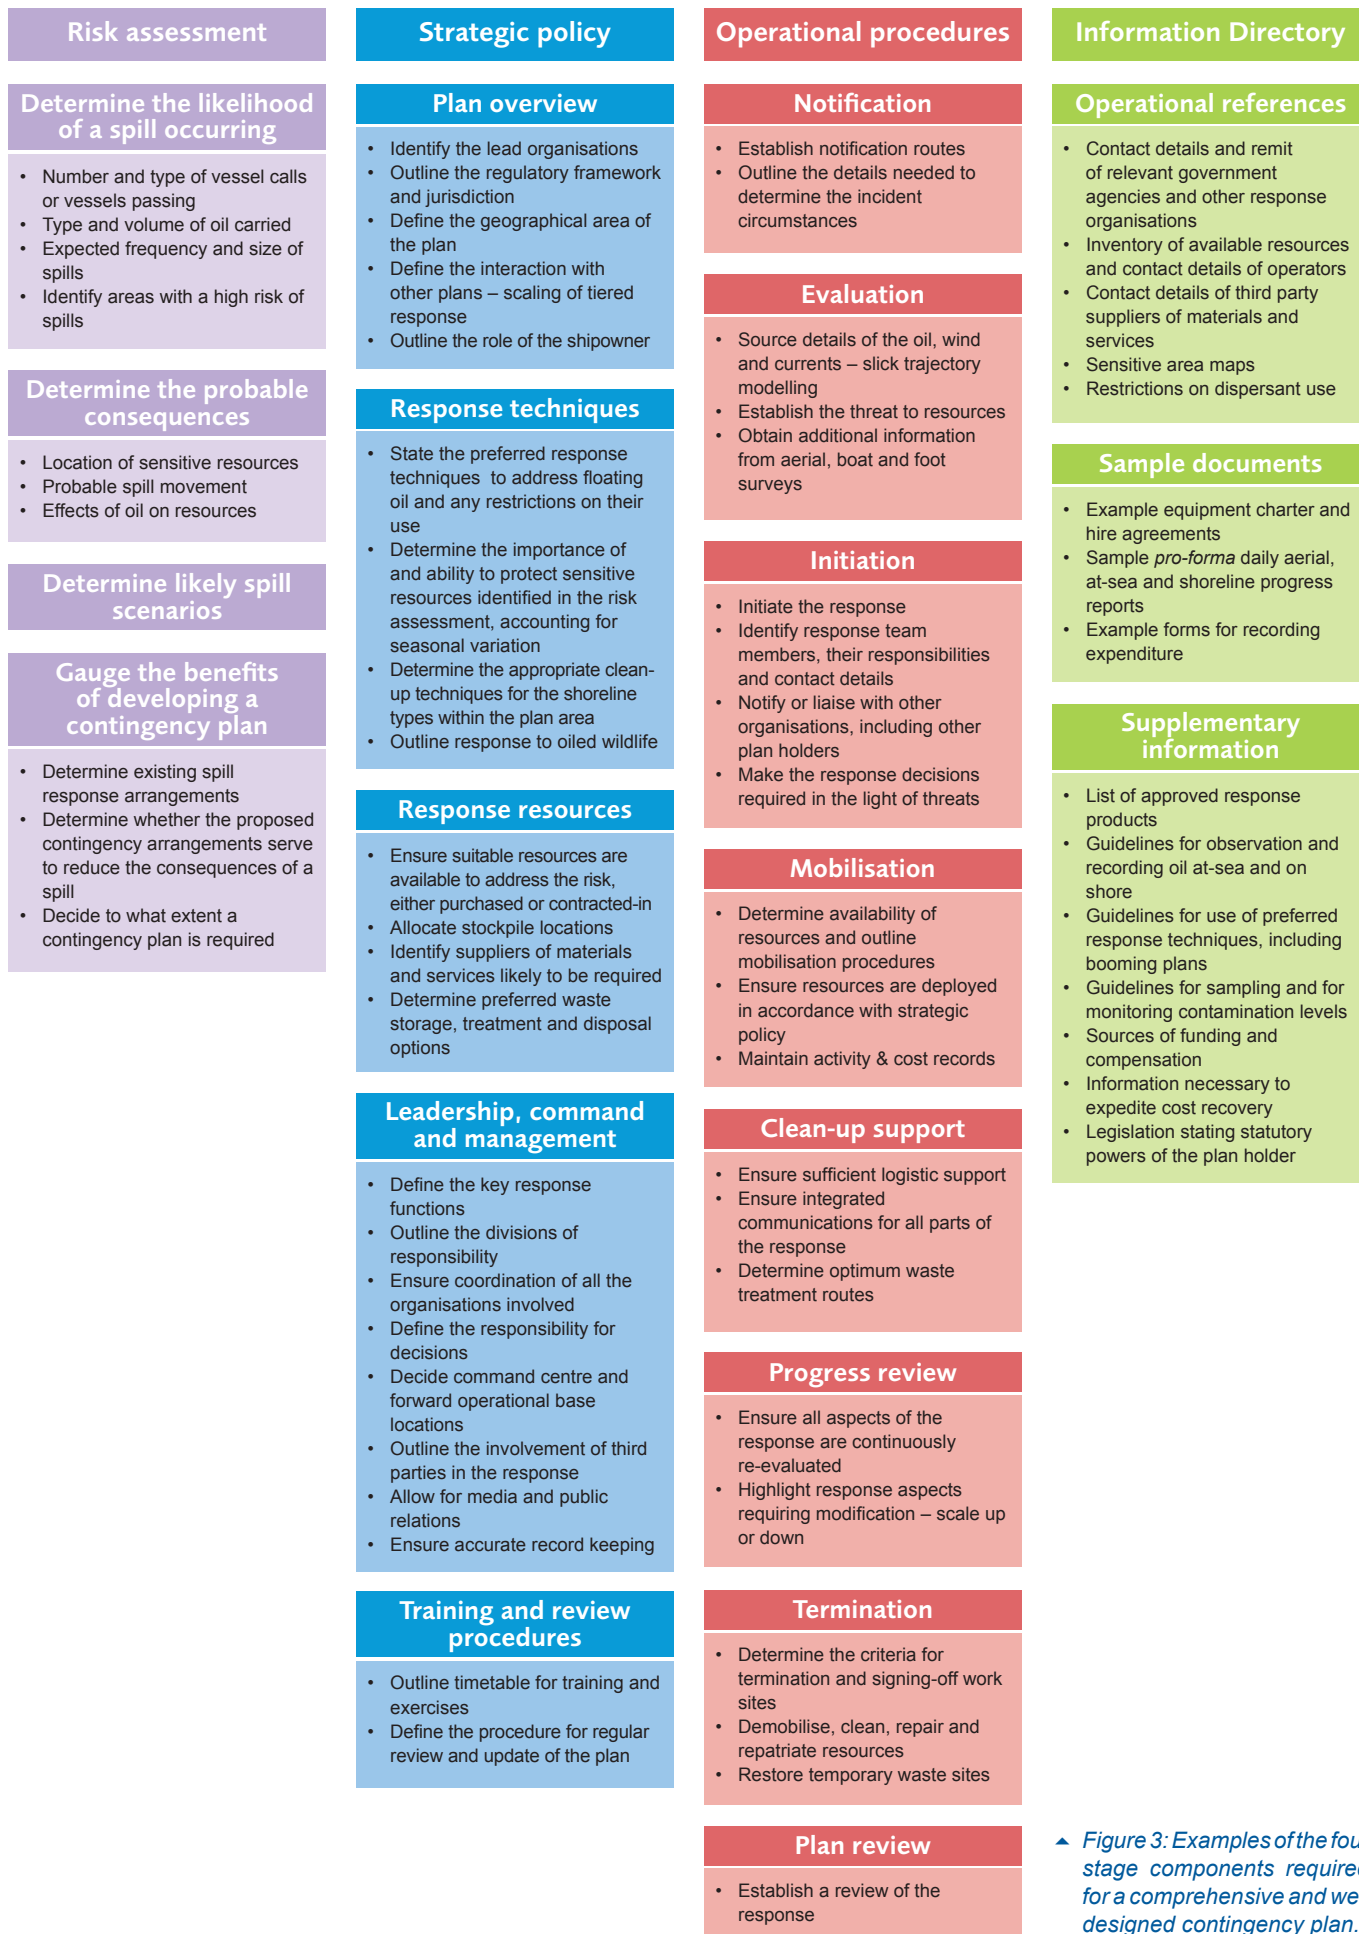 Risk assessment
Determine the likelihood
of a spill occurring
• Number and type of vessel calls
or vessels passing
• Type and volume of oil carried
• Expected frequency and size of
spills
• Identify areas with a high risk of
spills
Determine the probable
consequences
• Location of sensitive resources
• Probable spill movement
• Effects of oil on resources
Determine likely spill
scenarios
Gauge the benefits
of developing a
contingency plan
• Determine existing spill
response arrangements
• Determine whether the proposed
contingency arrangements serve
to reduce the consequences of a
spill
• Decide to what extent a
contingency plan is required
Strategic policy
Plan overview
• Identify the lead organisations
• Outline the regulatory framework
and jurisdiction
• Define the geographical area of
the plan
• Define the interaction with
other plans – scaling of tiered
response
• Outline the role of the shipowner
Response techniques
• State the preferred response
techniques to address floating
oil and any restrictions on their
use
• Determine the importance of
and ability to protect sensitive
resources identified in the risk
assessment, accounting for
seasonal variation
• Determine the appropriate clean-
up techniques for the shoreline
types within the plan area
• Outline response to oiled wildlife
Response resources
• Ensure suitable resources are
available to address the risk,
either purchased or contracted-in
• Allocate stockpile locations
• Identify suppliers of materials
and services likely to be required
• Determine preferred waste
storage, treatment and disposal
options
Leadership, command
and management
• Define the key response
functions
• Outline the divisions of
responsibility
• Ensure coordination of all the
organisations involved
• Define the responsibility for
decisions
• Decide command centre and
forward operational base
locations
• Outline the involvement of third
parties in the response
• Allow for media and public
relations
• Ensure accurate record keeping
Training and review
procedures
• Outline timetable for training and
exercises
• Define the procedure for regular
review and update of the plan
Operational procedures
Notification
• Establish notification routes
• Outline the details needed to
determine the incident
circumstances
Evaluation
• Source details of the oil, wind
and currents – slick trajectory
modelling
• Establish the threat to resources
• Obtain additional information
from aerial, boat and foot
surveys
Initiation
• Initiate the response
• Identify response team
members, their responsibilities
and contact details
• Notify or liaise with other
organisations, including other
plan holders
• Make the response decisions
required in the light of threats
Mobilisation
• Determine availability of
resources and outline
mobilisation procedures
• Ensure resources are deployed
in accordance with strategic
policy
• Maintain activity & cost records
Clean-up support
• Ensure sufficient logistic support
• Ensure integrated
communications for all parts of
the response
• Determine optimum waste
treatment routes
Progress review
• Ensure all aspects of the
response are continuously
re-evaluated
• Highlight response aspects
requiring modification – scale up
or down
Termination
• Determine the criteria for
termination and signing-off work
sites
• Demobilise, clean, repair and
repatriate resources
• Restore temporary waste sites
Plan review
• Establish a review of the
response
Information Directory
Operational references
• Contact details and remit
of relevant government
agencies and other response
organisations
• Inventory of available resources
and contact details of operators
• Contact details of third party
suppliers of materials and
services
• Sensitive area maps
• Restrictions on dispersant use
Sample documents
• Example equipment charter and
hire agreements
• Sample pro-forma daily aerial,
at-sea and shoreline progress
reports
• Example forms for recording
expenditure
Supplementary
information
• List of approved response
products
• Guidelines for observation and
recording oil at-sea and on
shore
• Guidelines for use of preferred
response techniques, including
booming plans
• Guidelines for sampling and for
monitoring contamination levels
• Sources of funding and
compensation
• Information necessary to
expedite cost recovery
• Legislation stating statutory
powers of the plan holder
Figure 3: Examples of the
stage components
for a comprehensive and
designed contingency plan.